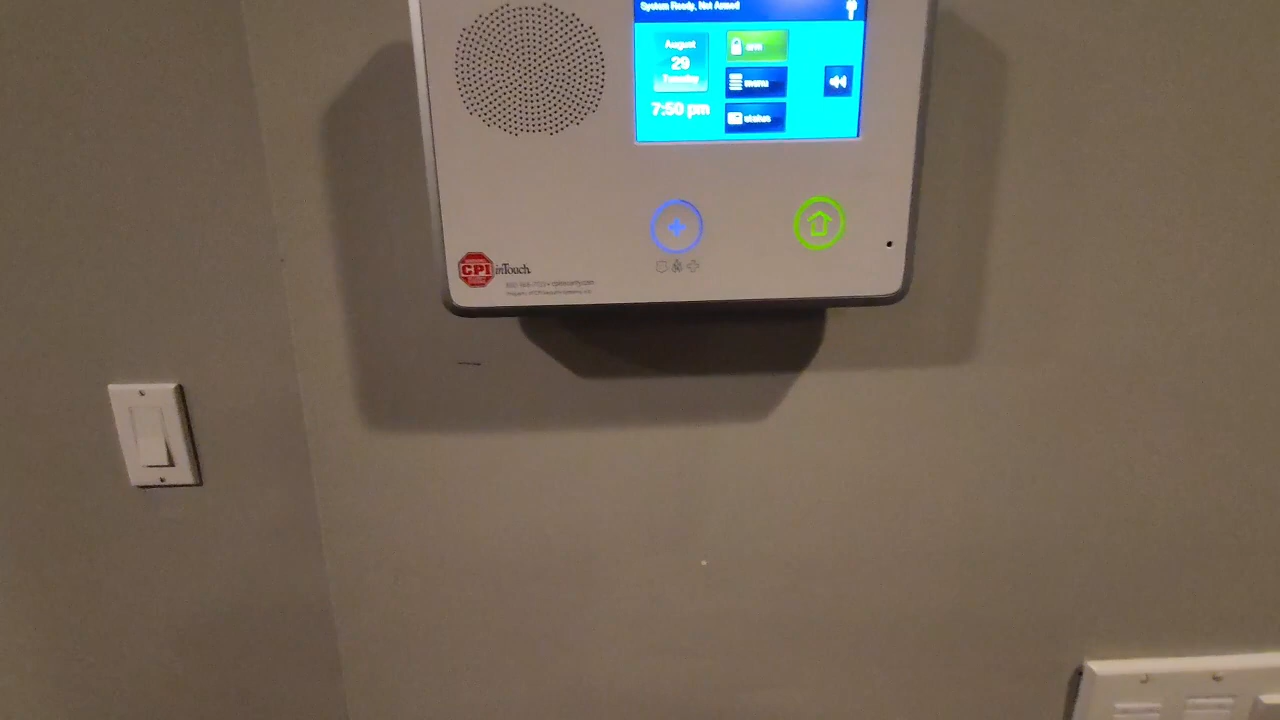 System Ready, Not Armed
August
29
Tuesday
7:50 pm
arm
menu
status
CPI inTouch